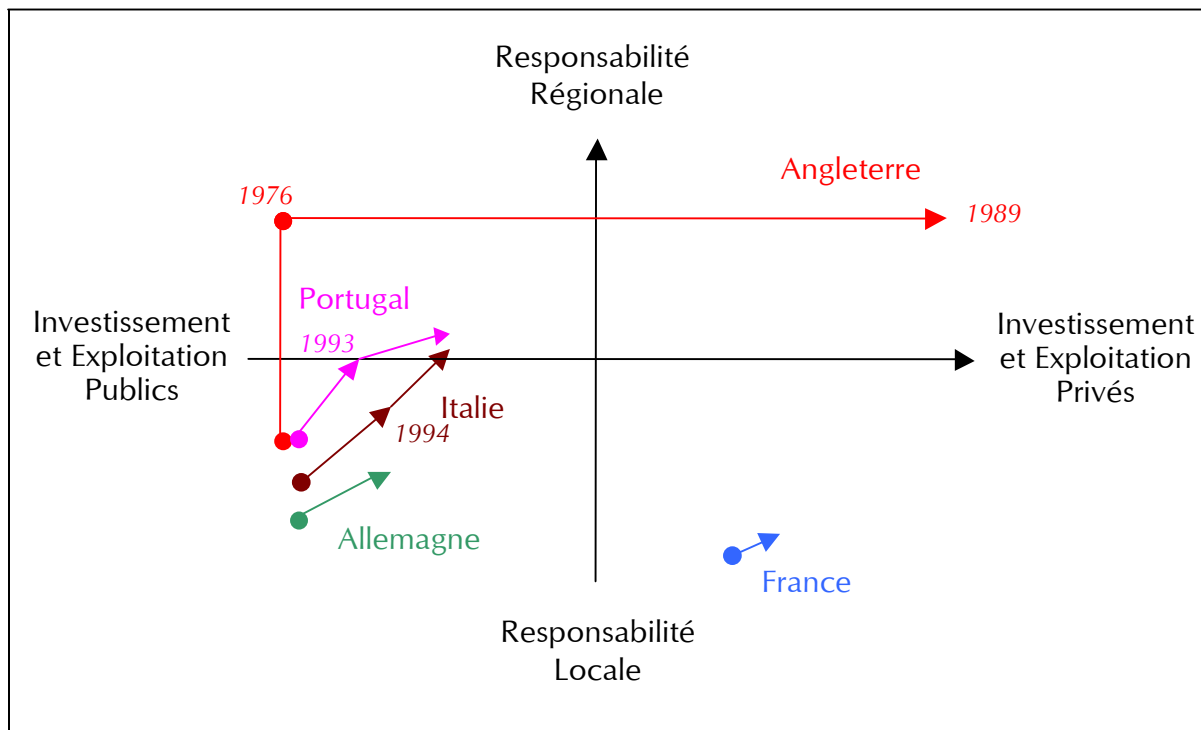 Responsabilité
Régionale
Angleterre
1976
1989
Portugal
1993
Investissement
et Exploitation
Publics
Investissement
et Exploitation
Privés
Italie
1994
Allemagne
France
Responsabilité
Locale